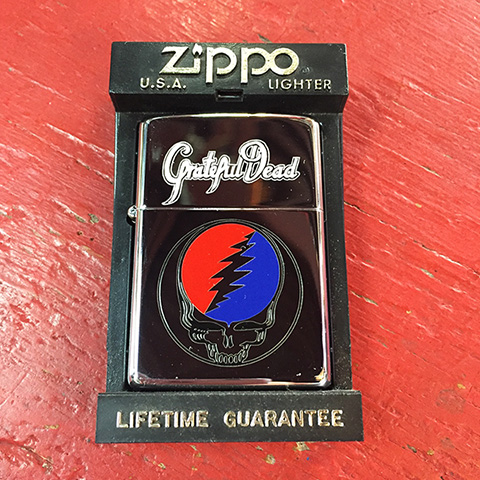 Zippo
U.S.A. LIGHTER
Grateful Dead
LIFETIME GUARANTEE